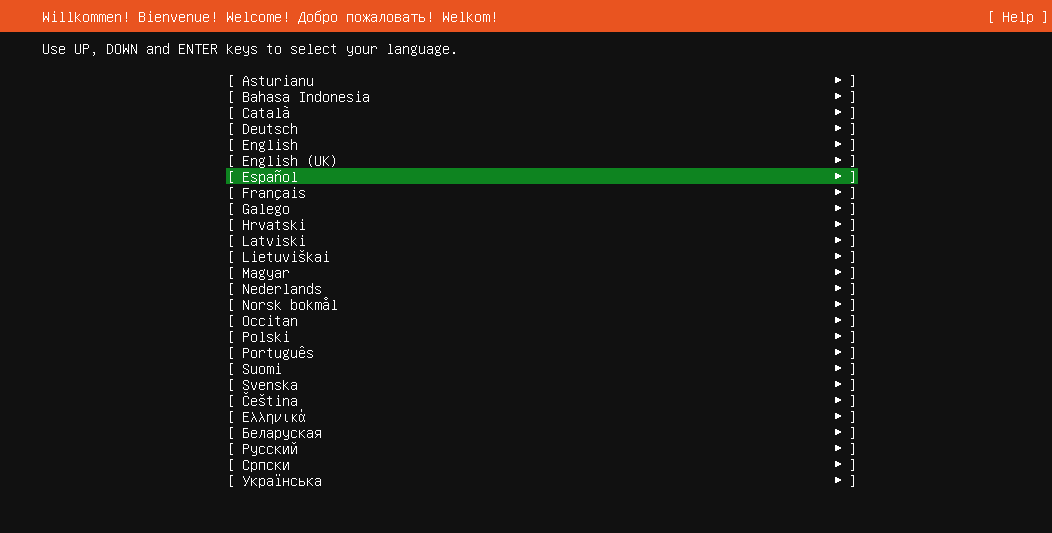 Willkommen! Bienvenue! Welcome! Добро пожаловать! Welkom! [ Help ]
Use UP, DOWN and ENTER keys to select your language.
[ Asturianu ▸ ]
[ Bahasa Indonesia ▸ ]
[ Català ▸ ]
[ Deutsch ▸ ]
[ English ▸ ]
[ English (UK) ▸ ]
[ Español ▸ ]
[ Français ▸ ]
[ Galego ▸ ]
[ Hrvatski ▸ ]
[ Latviski ▸ ]
[ Lietuviškai ▸ ]
[ Magyar ▸ ]
[ Nederlands ▸ ]
[ Norsk bokmål ▸ ]
[ Occitan ▸ ]
[ Polski ▸ ]
[ Português ▸ ]
[ Suomi ▸ ]
[ Svenska ▸ ]
[ Čeština ▸ ]
[ Ελληνικά ▸ ]
[ Беларуская ▸ ]
[ Русский ▸ ]
[ Српски ▸ ]
[ Українська ▸ ]